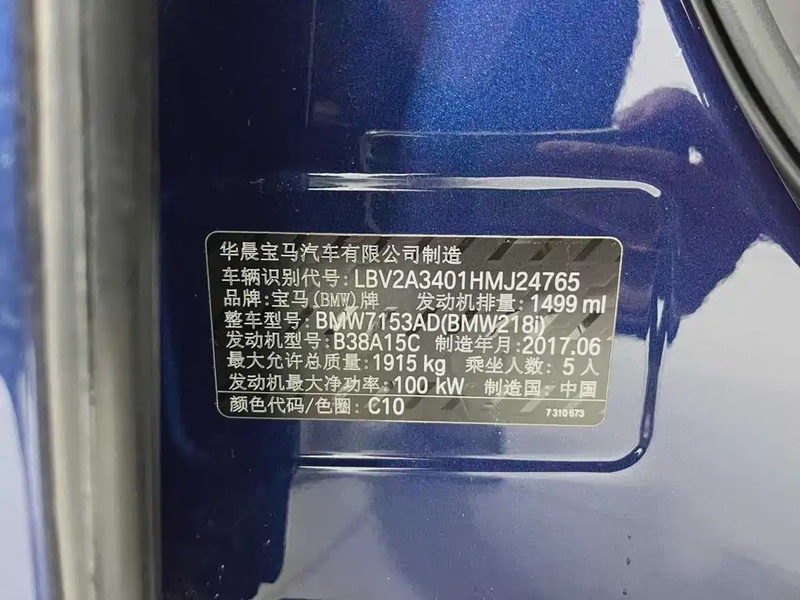 华晨宝马汽车有限公司制造
车辆识别代号: LBV2A3401HMJ24765
品牌: 宝马(BMW)牌 发动机排量: 1499 ml
整车型号: BMW7153AD(BMW218i)
发动机型号: B38A15C 制造年月: 2017.06
最大允许总质量: 1915 kg 乘坐人数: 5 人
发动机最大净功率: 100 kW 制造国: 中国
颜色代码/色圈: C10 7 310 673